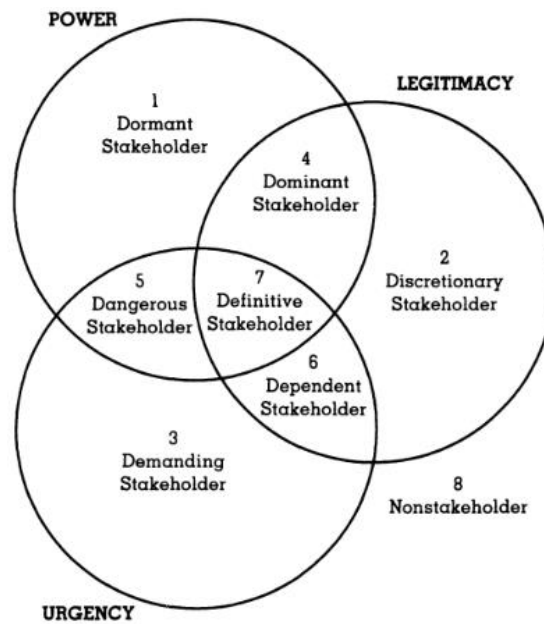 POWER
LEGITIMACY
1
Dormant
Stakeholder
4
Dominant
Stakeholder
2
Discretionary
Stakeholder
5
Dangerous
Stakeholder
7
Definitive
Stakeholder
6
Dependent
Stakeholder
3
Demanding
Stakeholder
8
Nonstakeholder
URGENCY